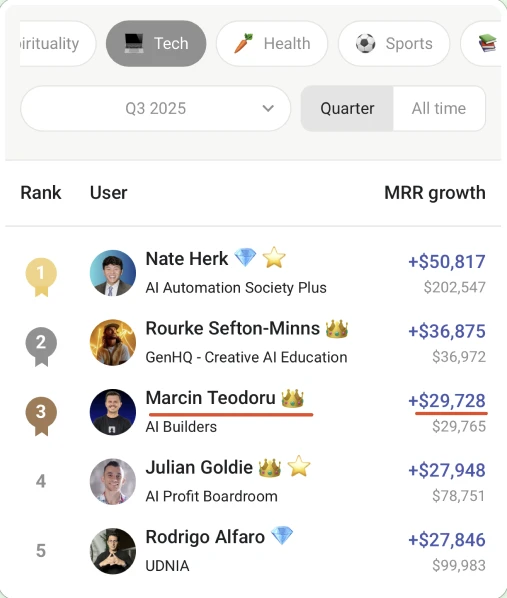 irituality
Tech
Health
Sports
Q3 2025
Quarter
All time
Rank User MRR growth
1 Nate Herk +$50,817
AI Automation Society Plus $202,547
2 Rourke Sefton-Minns +$36,875
GenHQ - Creative AI Education $36,972
3 Marcin Teodoru +$29,728
AI Builders $29,765
4 Julian Goldie +$27,948
AI Profit Boardroom $78,751
5 Rodrigo Alfaro +$27,846
UDNIA $99,983